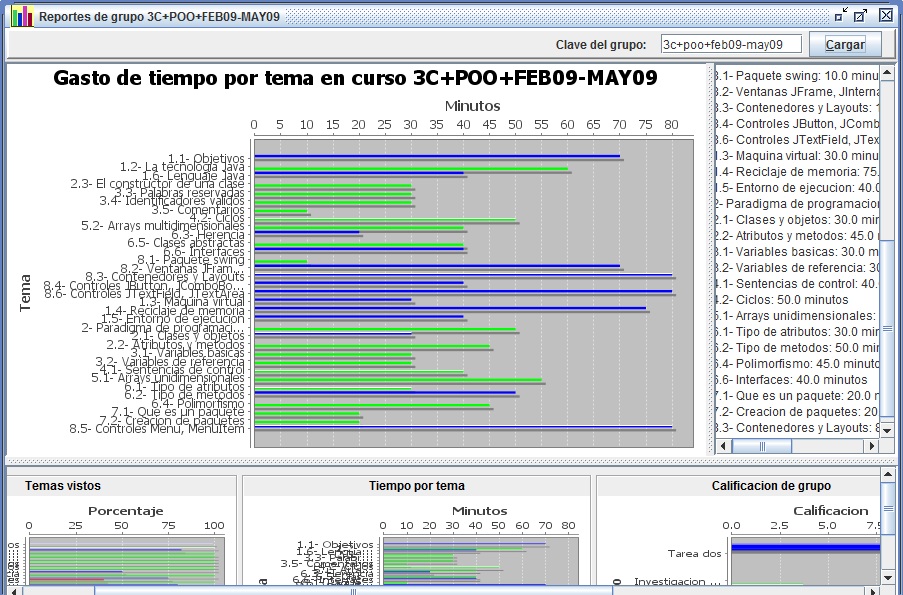 Reportes de grupo 3C+POO+FEB09-MAY09
Clave del grupo:
3c+poo+feb09-may09
Cargar
Gasto de tiempo por tema en curso 3C+POO+FEB09-MAY09
Minutos
0 5 10 15 20 25 30 35 40 45 50 55 60 65 70 75 80
Tema
1.1- Objetivos
1.2- La tecnologia Java
1.6- Lenguaje Java
2.3- El constructor de una clase
3.3- Palabras reservadas
3.4- Identificadores validos
3.5- Comentarios
4.2- Ciclos
5.2- Arrays multidimensionales
6.3- Herencia
6.5- Clases abstractas
6.6- Interfaces
8.1- Paquete swing
8.2- Ventanas JFram...
8.3- Contenedores y Layouts
8.4- Controles JButton, JComboBo...
8.6- Controles JTextField, JTextArea
1.3- Maquina virtual
1.4- Reciclaje de memoria
1.5- Entorno de ejecucion
2- Paradigma de programaci...
2.1- Clases y objetos
2.2- Atributos y metodos
3.1- Variables basicas
3.2- Variables de referencia
4.1- Sentencias de control
5.1- Arrays unidimensionales
6.1- Tipo de atributos
6.2- Tipo de metodos
6.4- Polimorfismo
7.1- Que es un paquete
7.2- Creacion de paquetes
8.5- Controles Menu, MenuItem
8.1- Paquete swing: 10.0 minu
8.2- Ventanas JFrame, JInterna
8.3- Contenedores y Layouts: 
8.4- Controles JButton, JComb
8.6- Controles JTextField, JTex
1.3- Maquina virtual: 30.0 minu
1.4- Reciclaje de memoria: 75.
1.5- Entorno de ejecucion: 40.0
2- Paradigma de programacion
2.1- Clases y objetos: 30.0 min
2.2- Atributos y metodos: 45.0
3.1- Variables basicas: 30.0 m
3.2- Variables de referencia: 30
4.1- Sentencias de control: 40.
4.2- Ciclos: 50.0 minutos
5.1- Arrays unidimensionales:
6.1- Tipo de atributos: 30.0 mir
6.2- Tipo de metodos: 50.0 mir
6.4- Polimorfismo: 45.0 minuto
6.6- Interfaces: 40.0 minutos
7.1- Que es un paquete: 20.0 r
7.2- Creacion de paquetes: 20
8.3- Contenedores y Layouts: 8
Temas vistos
Porcentaje
0 25 50 75 100
Tiempo por tema
Minutos
0 10 20 30 40 50 60 70 80
1.1- Objetivos
1.6- Lengua...
3.3- Palabr...
3.5- Comentarios
6.3- Herencia
Calificacion de grupo
Calificacion
0.0 2.5 5.0 7.5
Tarea dos
Investigacion ...